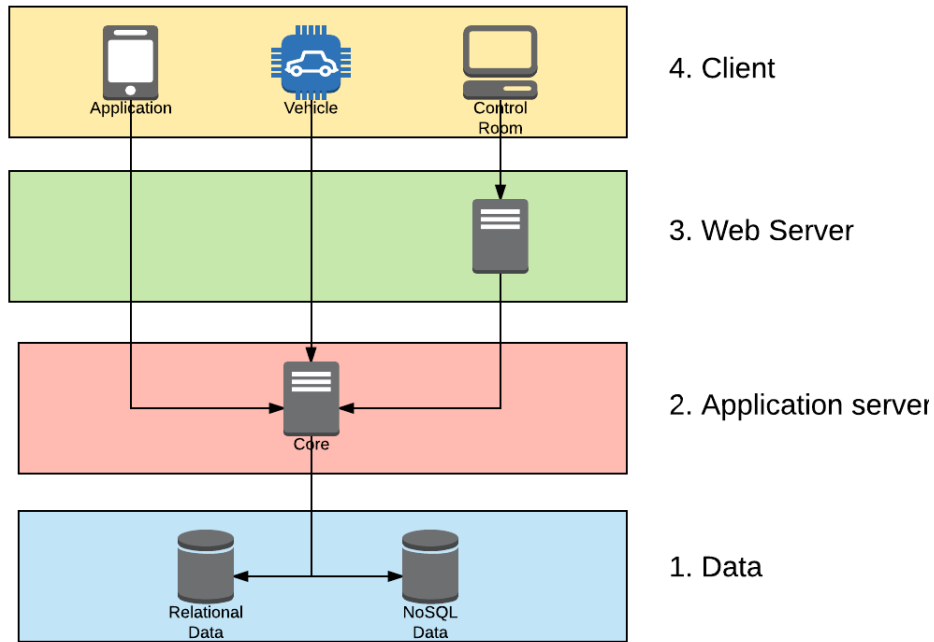 Application
Vehicle
Control
Room
4. Client
3. Web Server
Core
2. Application server
Relational
Data
NoSQL
Data
1. Data